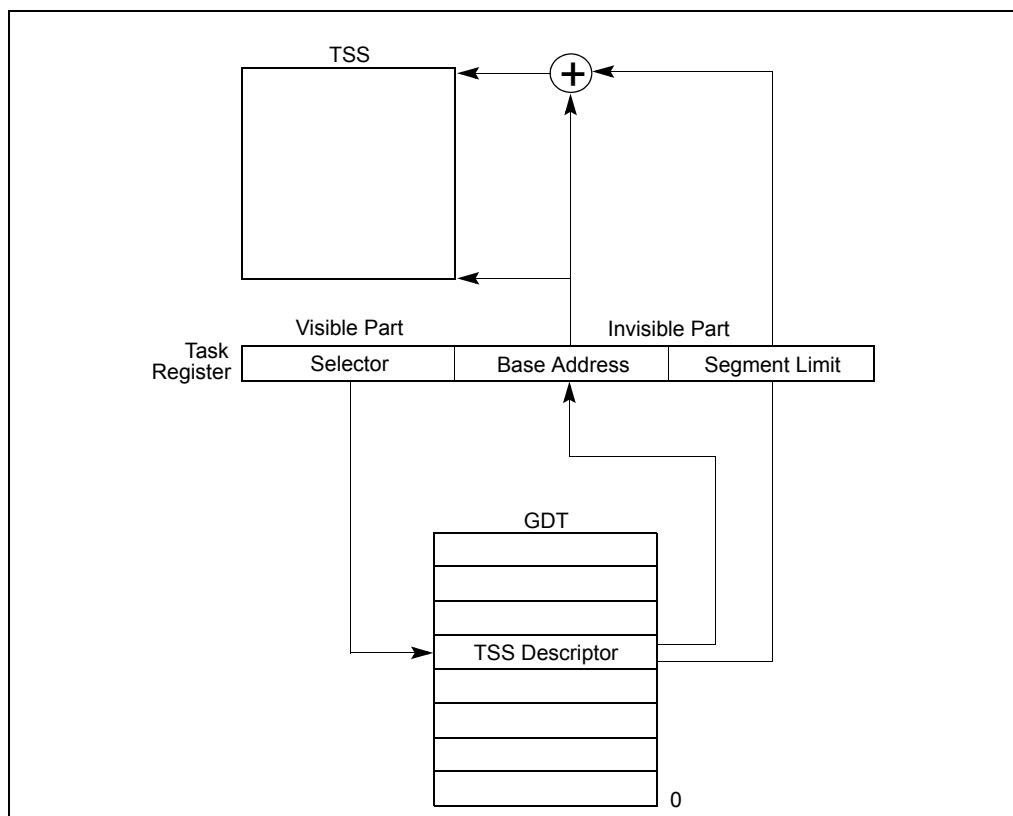 TSS
+
Visible Part
Invisible Part
Task
Register
Selector
Base Address
Segment Limit
GDT
TSS Descriptor
0